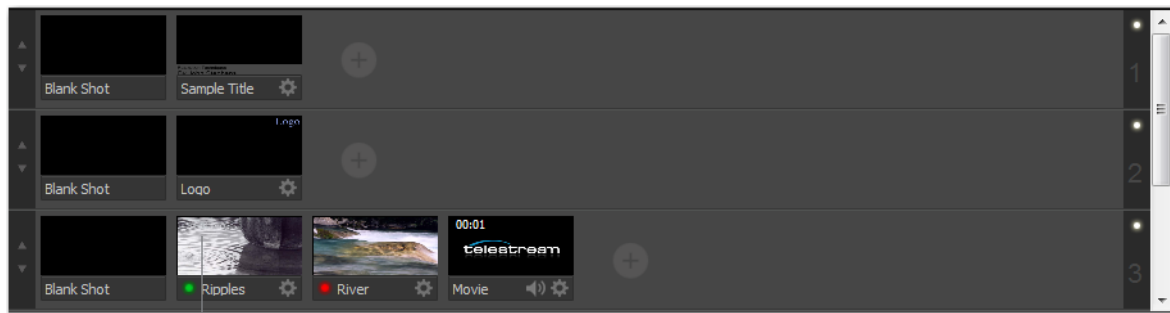 Blank Shot
Sample Title
1
Logo
Blank Shot
Logo
2
00:01
telestream
Blank Shot
Ripples
River
Movie
3